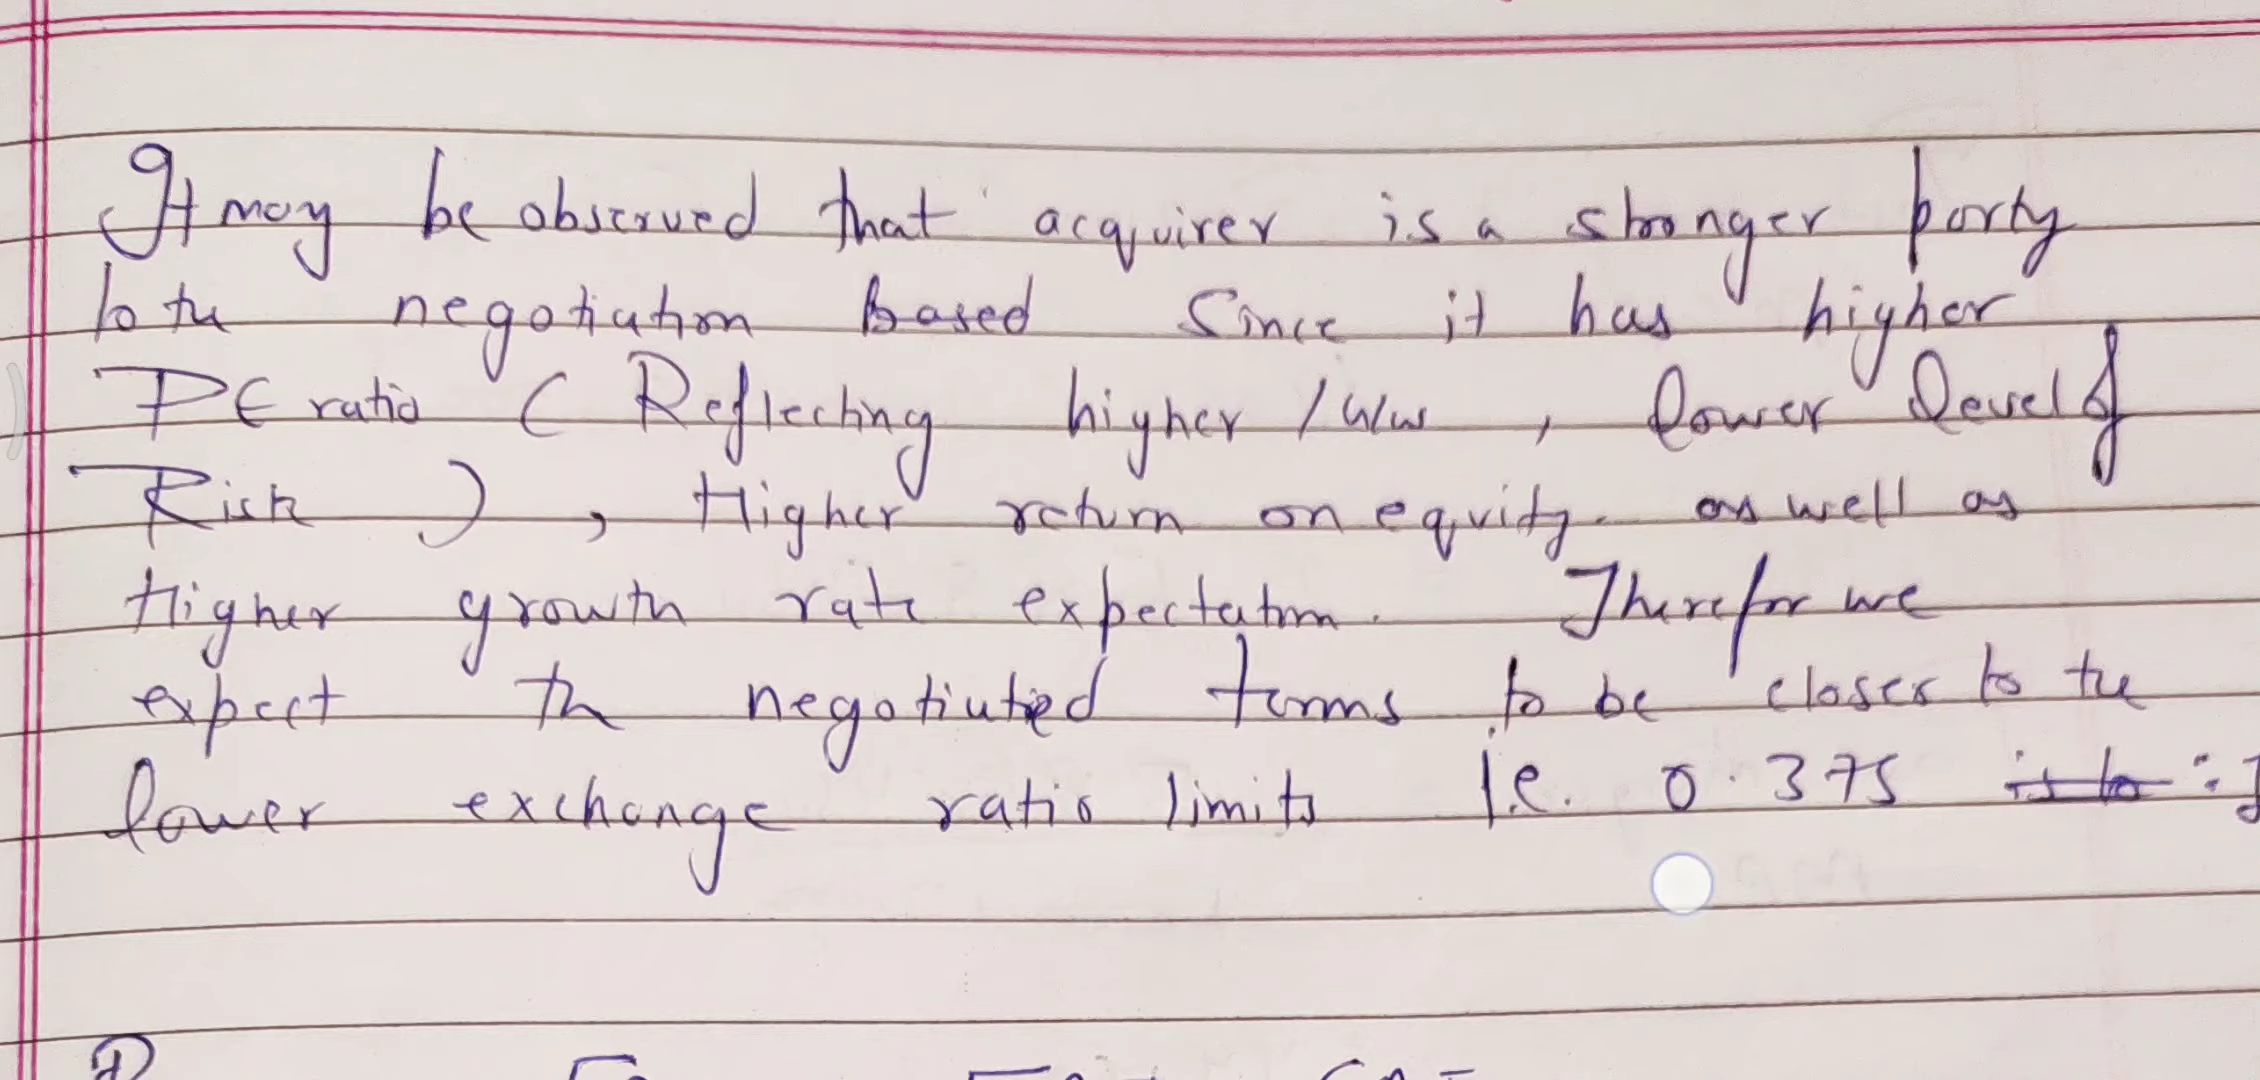 It may be observed that acquirer is a stronger party
to the negotiation based Since it has higher
PE ratio ( Reflecting higher , lower level of
Risk ) , Higher return on equity. as well as
Higher growth rate expectation. Therefor we
expect the negotiated terms to be closer to the
lower exchange ratio limits i.e. 0.375